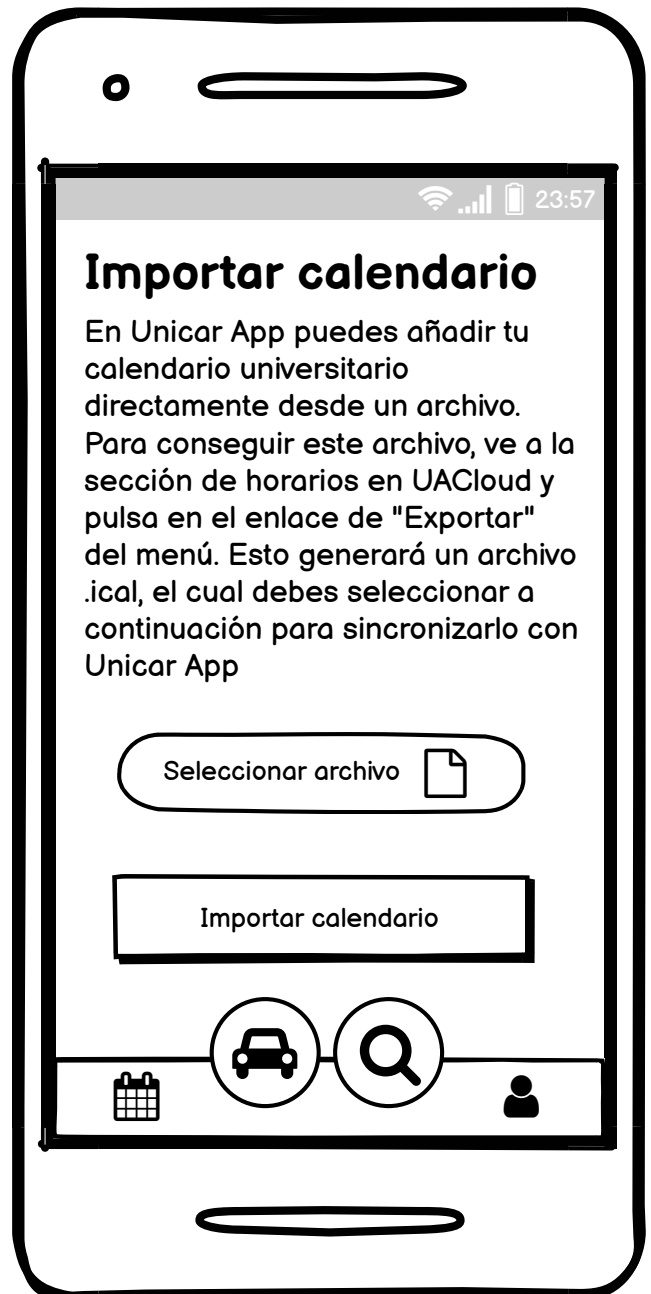 23:57
Importar calendario
En Unicar App puedes añadir tu
calendario universitario
directamente desde un archivo.
Para conseguir este archivo, ve a la
sección de horarios en UACloud y
pulsa en el enlace de "Exportar"
del menú. Esto generará un archivo
.ical, el cual debes seleccionar a
continuación para sincronizarlo con
Unicar App
Seleccionar archivo
Importar calendario